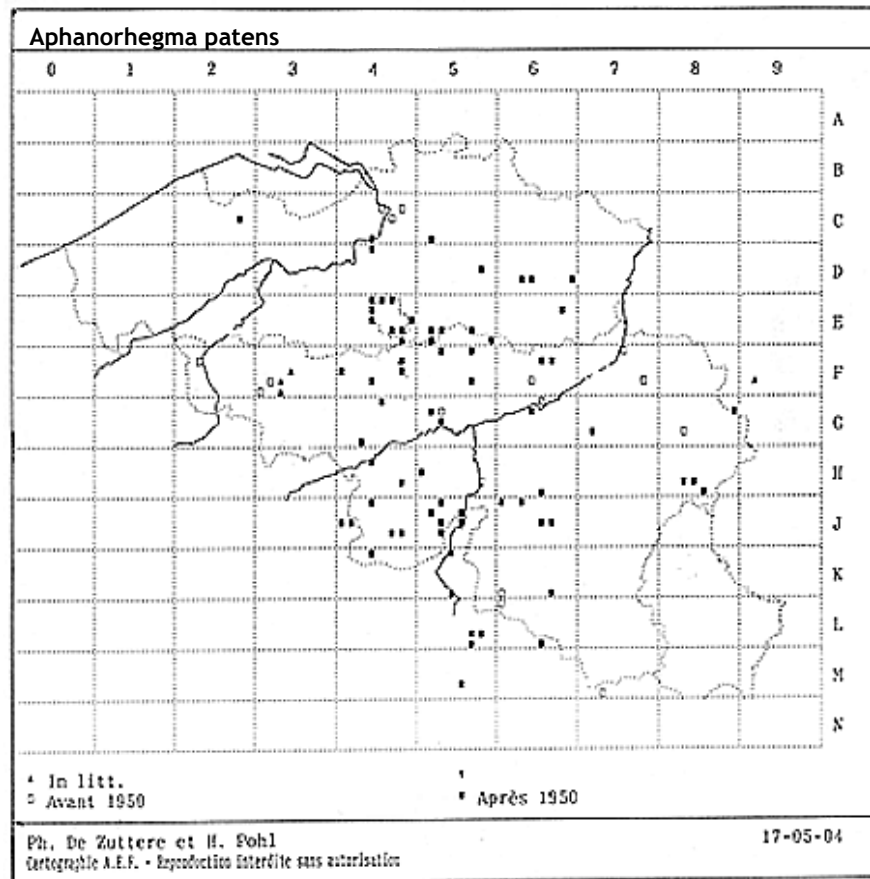 Aphanorhegma patens
0 1 2 3 4 5 6 7 8 9
A
B
C
D
E
F
G
H
J
K
L
M
N
In litt.
Avant 1950
Après 1950
Ph. De Zuttere et H. Pohl
17-05-04
Cartographie A.E.F. - Reproduction interdite sans autorisation